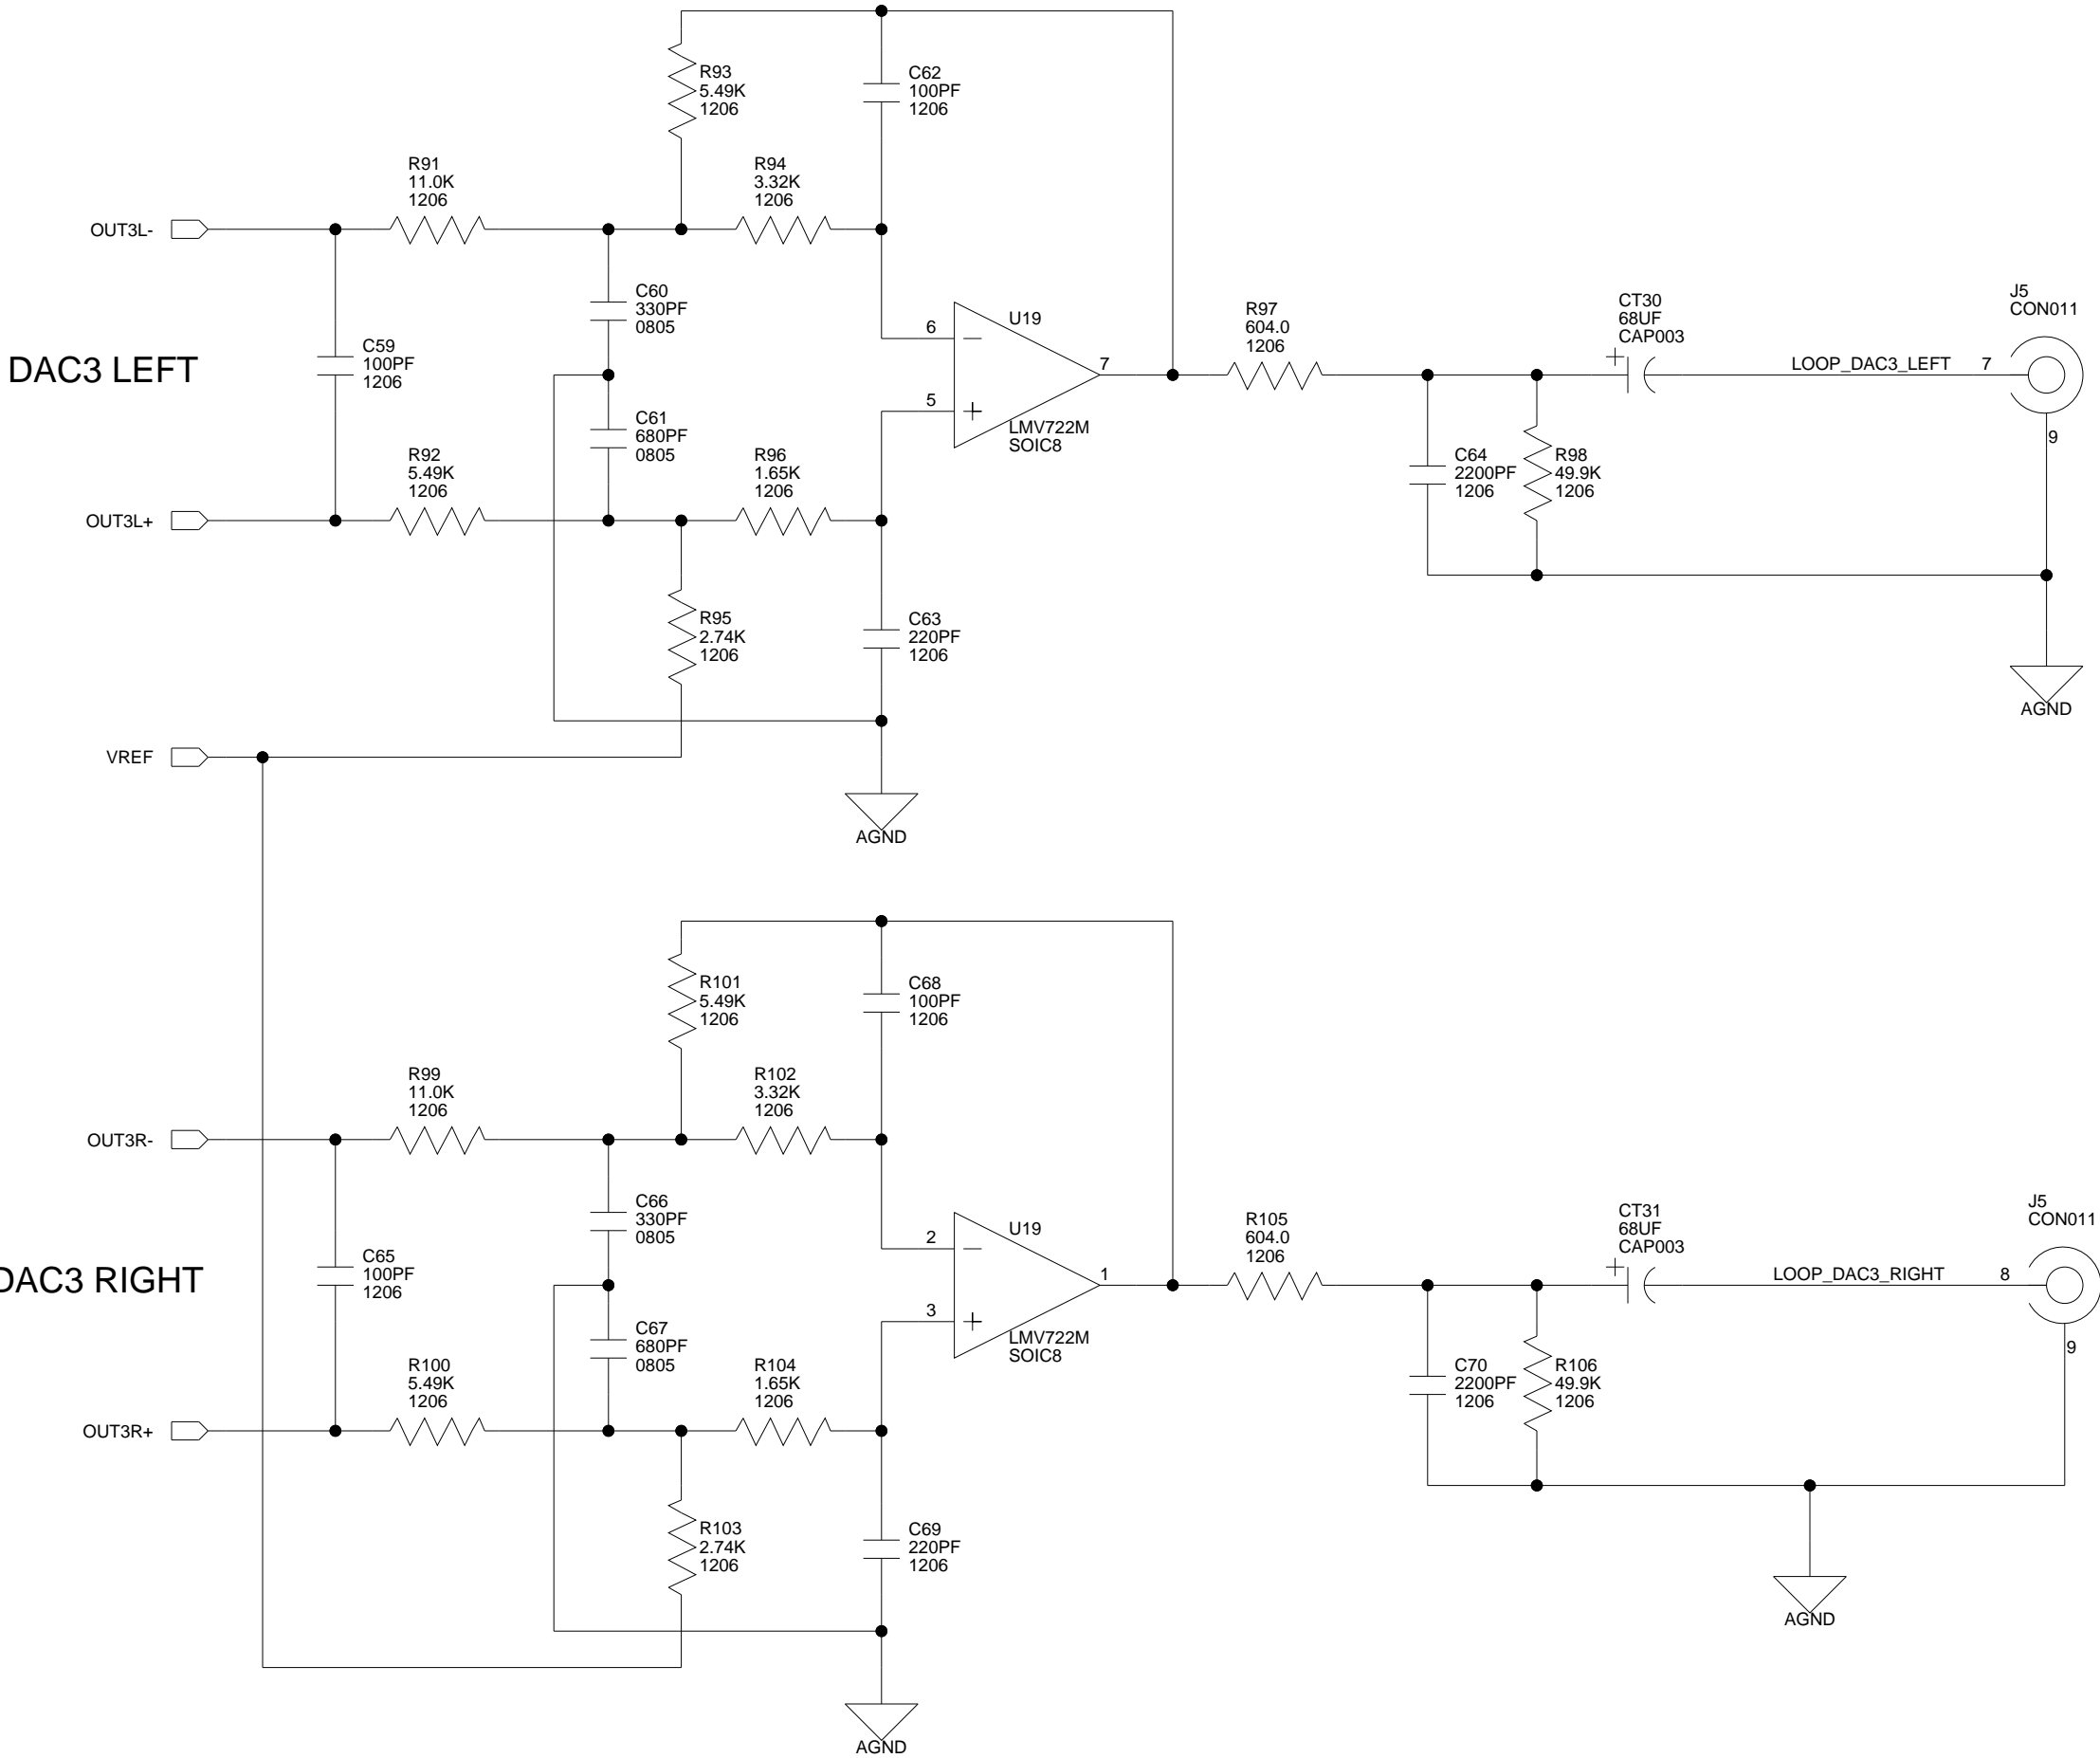 R93
5.49K
1206
C62
100PF
1206
R91
11.0K
1206
R94
3.32K
1206
OUT3L-
C60
330PF
0805
U19
R97
604.0
1206
CT30
68UF
CAP003
J5
CON011
6
+
DAC3 LEFT
C59
100PF
1206
7
LOOP_DAC3_LEFT 7
5
C61
680PF
0805
LMV722M
SOIC8
9
R92
5.49K
1206
R96
1.65K
1206
C64
2200PF
1206
R98
49.9K
1206
OUT3L+
R95
2.74K
1206
C63
220PF
1206
AGND
VREF
AGND
R101
5.49K
1206
C68
100PF
1206
R99
11.0K
1206
R102
3.32K
1206
OUT3R-
C66
330PF
0805
U19
R105
604.0
1206
CT31
68UF
CAP003
J5
CON011
2
+
DAC3 RIGHT
C65
100PF
1206
1
LOOP_DAC3_RIGHT 8
3
C67
680PF
0805
LMV722M
SOIC8
9
R100
5.49K
1206
R104
1.65K
1206
C70
2200PF
1206
R106
49.9K
1206
OUT3R+
R103
2.74K
1206
C69
220PF
1206
AGND
AGND